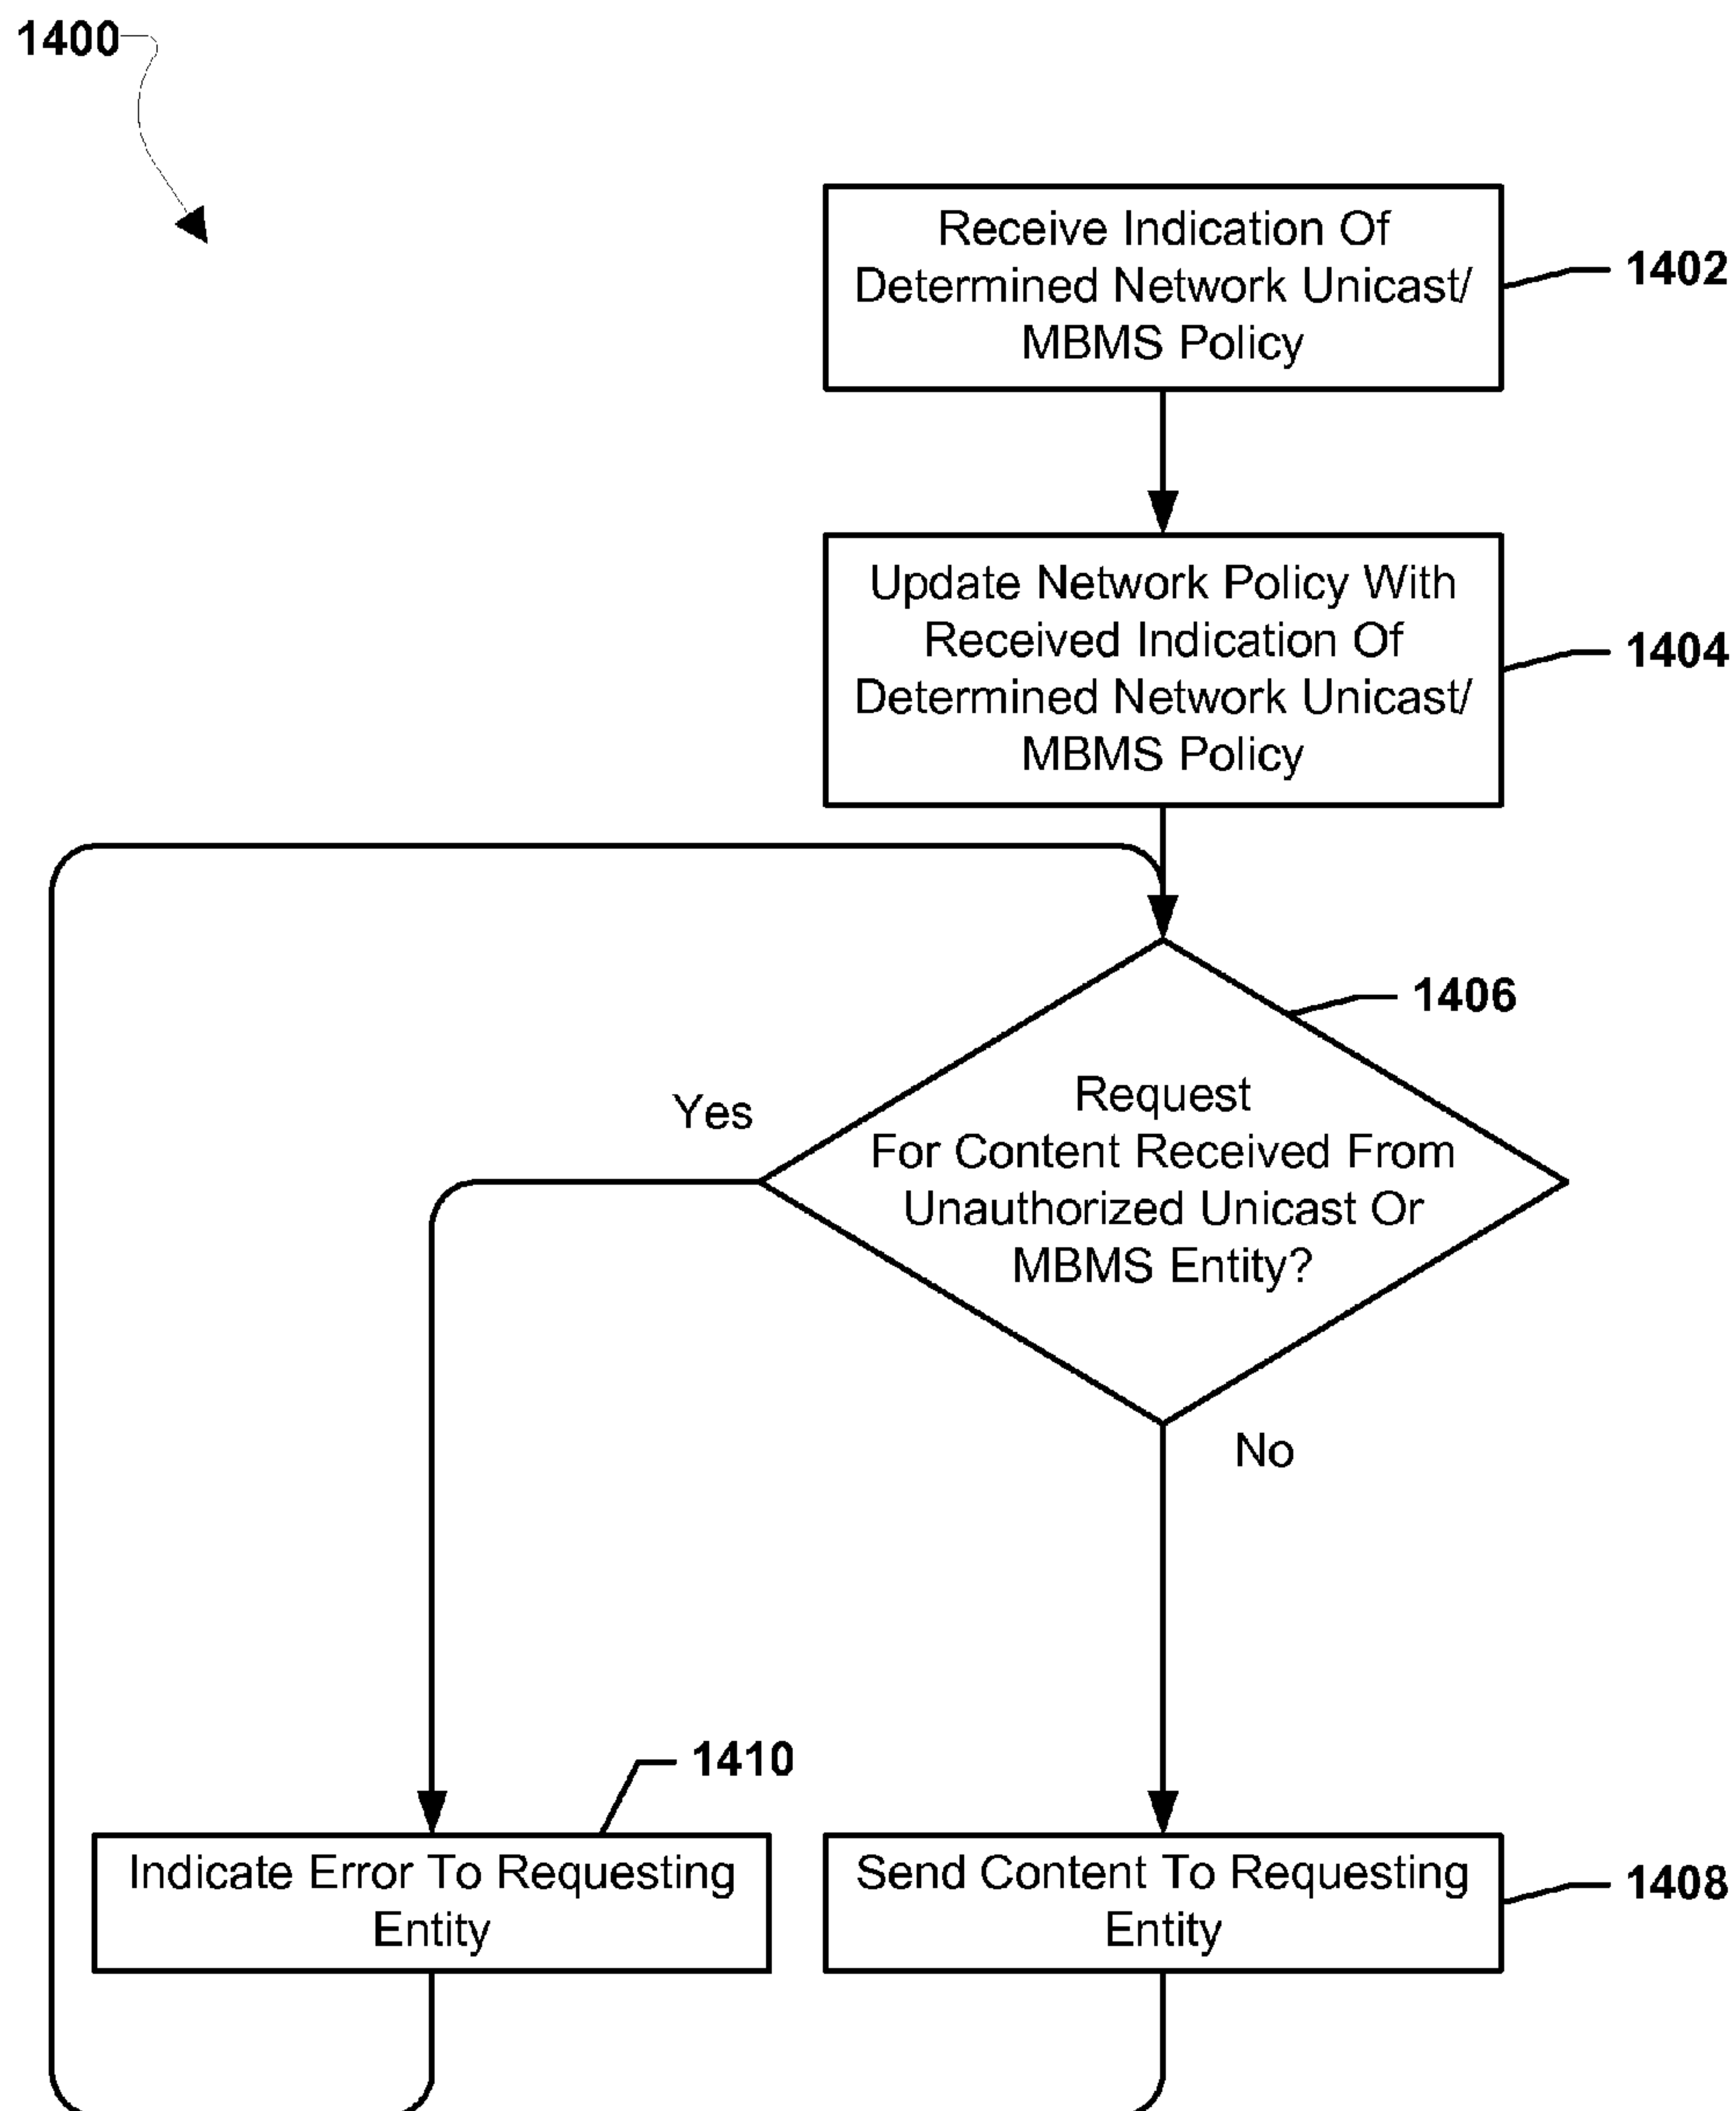 1400
Receive Indication Of
Determined Network Unicast/
MBMS Policy
1402
Update Network Policy With
Received Indication Of
Determined Network Unicast/
MBMS Policy
1404
1406
Request
For Content Received From
Unauthorized Unicast Or
MBMS Entity?
Yes
No
1410
Indicate Error To Requesting
Entity
Send Content To Requesting
Entity
1408